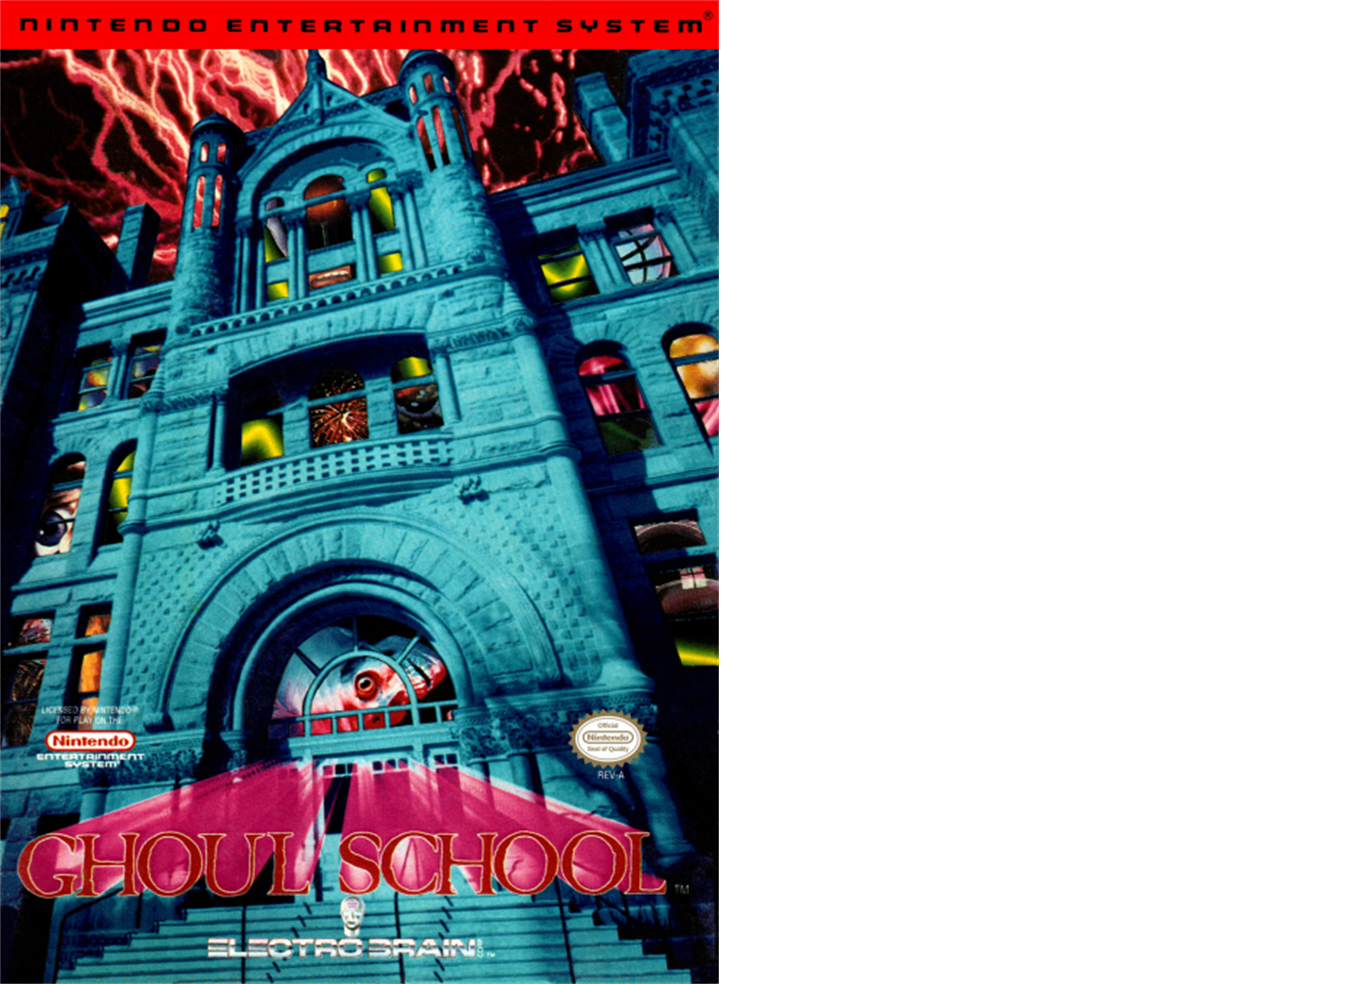 NINTENDO ENTERTAINMENT SYSTEM®
LICENSED BY NINTENDO®
FOR PLAY ON THE
Nintendo
ENTERTAINMENT
SYSTEM®
Official
Nintendo
Seal of Quality
REV-A
GHOUL SCHOOL™
ELECTRO BRAIN CORP™